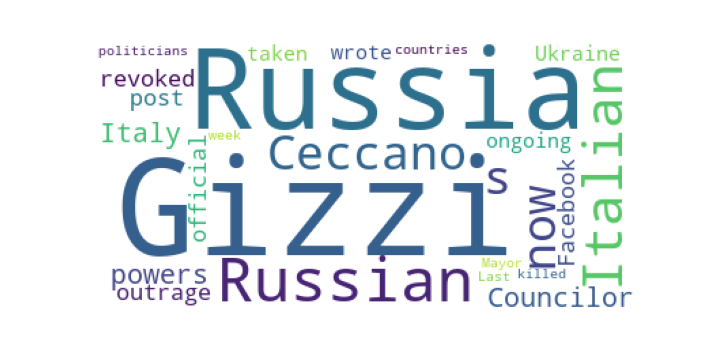 politicians
taken
wrote
countries
Ukraine
revoked
Russia
post
Italian
Italy
week
Ceccano
ongoing
official
Gizzi
s
now
Facebook
powers
Russian
Mayor
Last
killed
outrage
Councilor